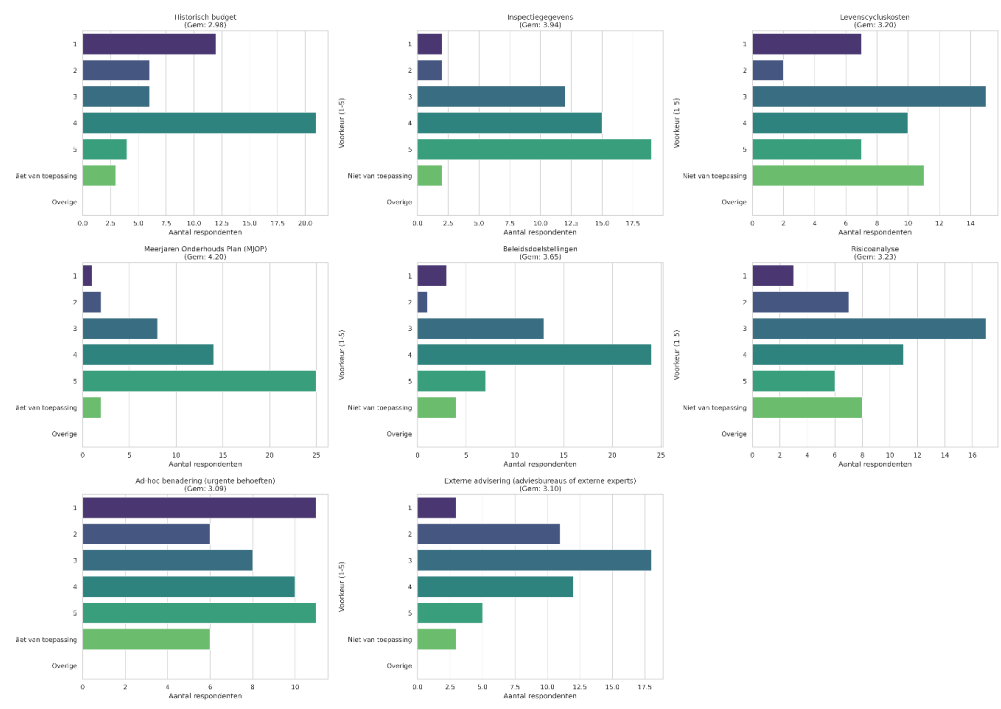 Historisch budget
(Gem: 2.98)
1
2
3
4
5
iet van toepassing
Overige
0.0 2.5 5.0 7.5 10.0 12.5 15.0 17.5 20.0
Aantal respondenten
Inspectiegegevens
(Gem: 3.94)
Voorkeur (1-5)
1
2
3
4
5
Niet van toepassing
Overige
0.0 2.5 5.0 7.5 10.0 12.5 15.0 17.5
Aantal respondenten
Levenscycluskosten
(Gem: 3.20)
Voorkeur (1 5)
1
2
3
4
5
Niet van toepassing
Overige
0 2 4 6 8 10 12 14
Aantal respondenten
Meerjaren Onderhouds Plan (MJOP)
(Gem: 4.20)
1
2
3
4
5
iet van toepassing
Overige
0 5 10 15 20 25
Aantal respondenten
Beleidsdoelstellingen
(Gem: 3.65)
Voorkeur (1-5)
1
2
3
4
5
Niet van toepassing
Overige
0 5 10 15 20 25
Aantal respondenten
Risicoanalyse
(Gem: 3.23)
Voorkeur (1 5)
1
2
3
4
5
Niet van toepassing
Overige
0 2 4 6 8 10 12 14 16
Aantal respondenten
Ad-hoc benadering (urgente behoeften)
(Gem: 3.09)
1
2
3
4
5
iet van toepassing
Overige
0 2 4 6 8 10
Aantal respondenten
Externe advisering (adviesbureaus of externe experts)
(Gem: 3.10)
Voorkeur (1-5)
1
2
3
4
5
Niet van toepassing
Overige
0.0 2.5 5.0 7.5 10.0 12.5 15.0 17.5
Aantal respondenten